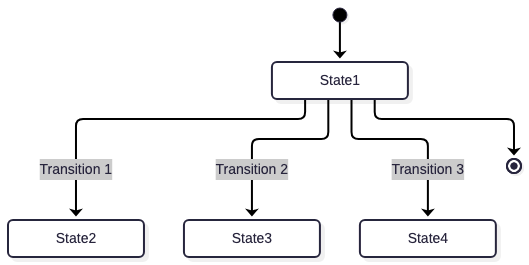 State1
Transition 1
Transition 2
Transition 3
State2
State3
State4